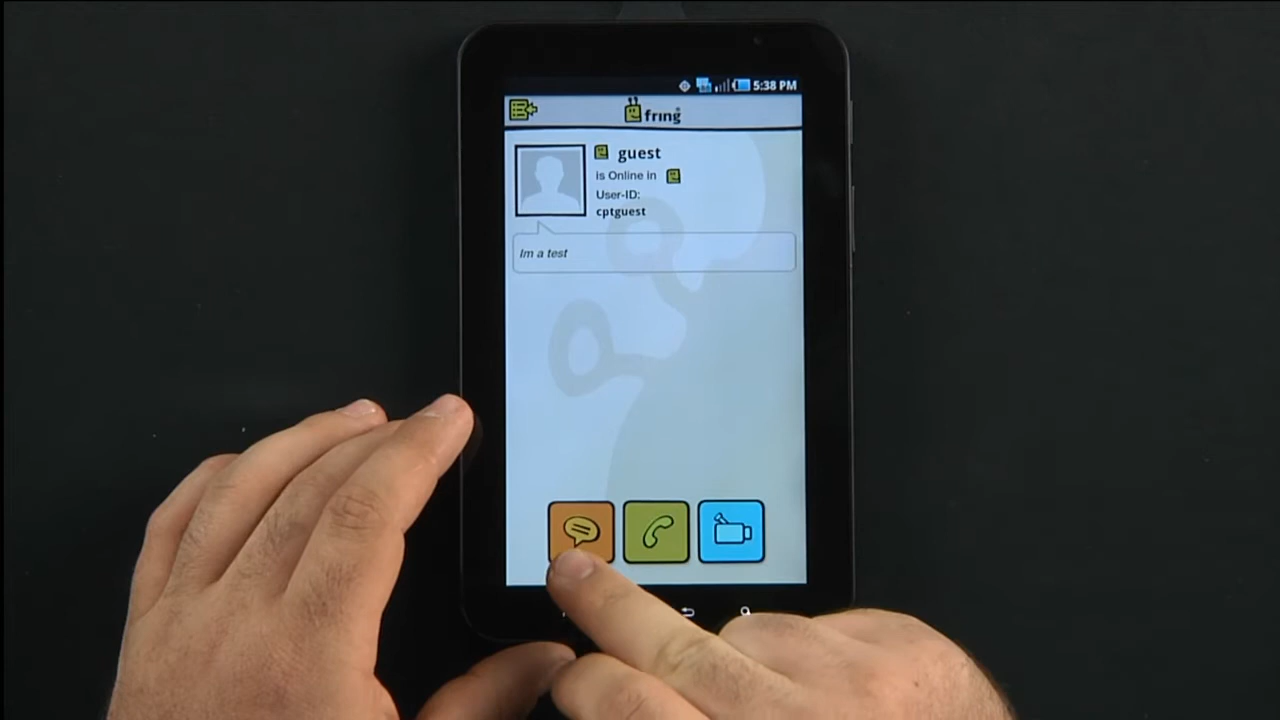 5:38 PM
fring
guest
is Online in
User-ID:
cptguest
Im a test